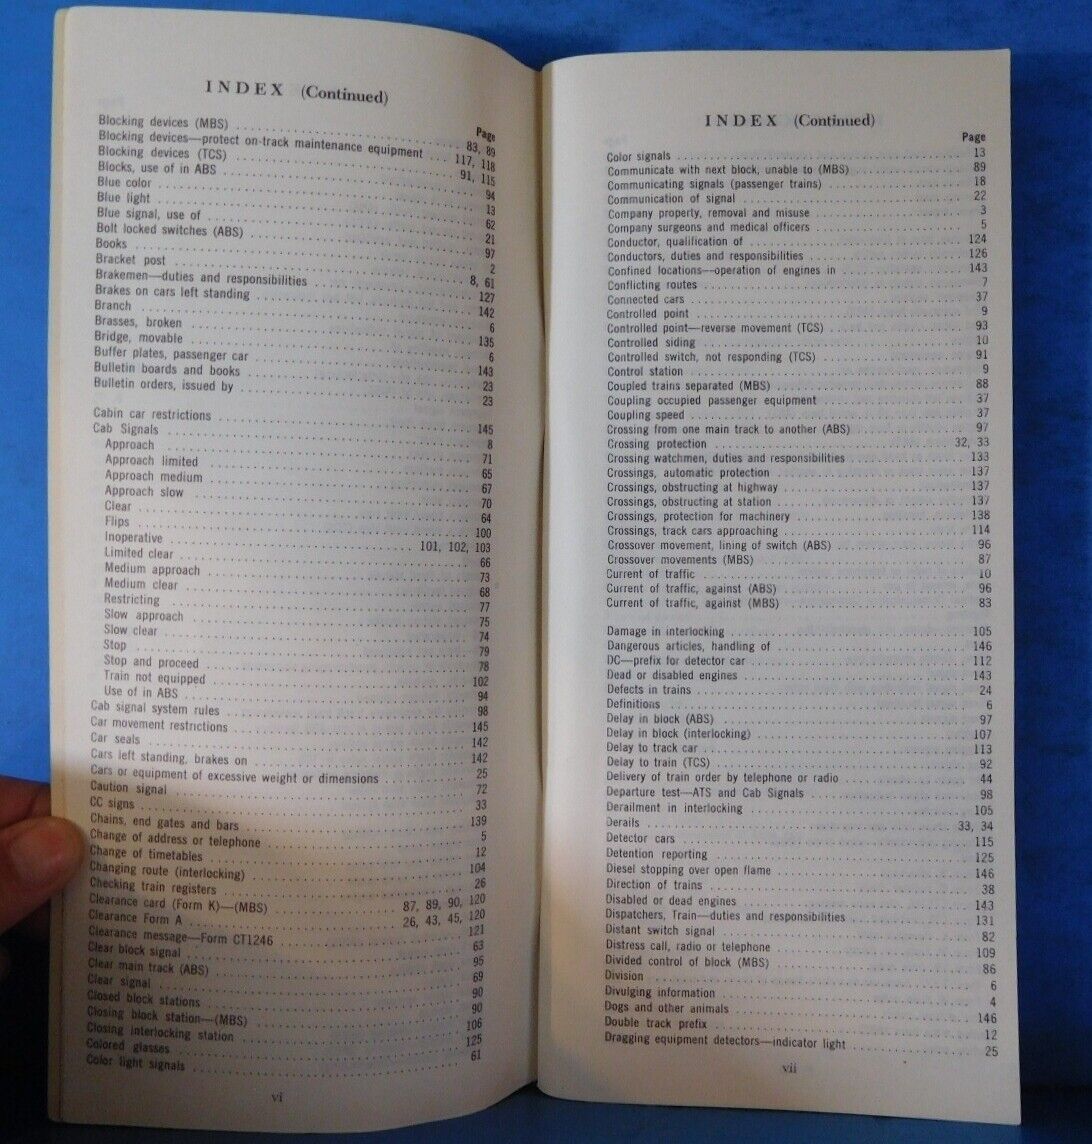 INDEX (Continued)
Page
Blocking devices (MBS) 83, 89
Blocking devices—protect on-track maintenance equipment 117, 118
Blocking devices (TCS) 91, 115
Blocks, use of in ABS 94
Blue color 13
Blue light 62
Blue signal, use of 21
Bolt locked switches (ABS) 97
Books 2
Bracket post 8, 61
Brakemen—duties and responsibilities 127
Brakes on cars left standing 142
Branch 6
Brasses, broken 135
Bridge, movable 6
Buffer plates, passenger car 143
Bulletin boards and books 23
Bulletin orders, issued by 23
Cabin car restrictions 145
Cab Signals 8
Approach 71
Approach limited 65
Approach medium 67
Approach slow 70
Clear 64
Flips 100
Inoperative 101, 102, 103
Limited clear 66
Medium approach 73
Medium clear 68
Restricting 77
Slow approach 75
Slow clear 74
Stop 79
Stop and proceed 78
Train not equipped 102
Use of in ABS 94
Cab signal system rules 98
Car movement restrictions 145
Car seals 142
Cars left standing, brakes on 142
Cars or equipment of excessive weight or dimensions 25
Caution signal 72
CC signs 33
Chains, end gates and bars 139
Change of address or telephone 5
Change of timetables 12
Changing route (interlocking) 104
Checking train registers 26
Clearance card (Form K)—(MBS) 87, 89, 90, 120
Clearance Form A 26, 43, 45, 120
Clearance message—Form CT1246 121
Clear block signal 63
Clear main track (ABS) 95
Clear signal 69
Closed block stations 90
Closing block station—(MBS) 90
Closing interlocking station 106
Colored glasses 125
Color light signals 61
vi
INDEX (Continued)
Page
Color signals 13
Communicate with next block, unable to (MBS) 89
Communicating signals (passenger trains) 18
Communication of signal 22
Company property, removal and misuse 3
Company surgeons and medical officers 5
Conductor, qualification of 124
Conductors, duties and responsibilities 126
Confined locations—operation of engines in 143
Conflicting routes 7
Connected cars 37
Controlled point 9
Controlled point—reverse movement (TCS) 93
Controlled siding 10
Controlled switch, not responding (TCS) 91
Control station 9
Coupled trains separated (MBS) 88
Coupling occupied passenger equipment 37
Coupling speed 37
Crossing from one main track to another (ABS) 97
Crossing protection 32, 33
Crossing watchmen, duties and responsibilities 133
Crossings, automatic protection 137
Crossings, obstructing at highway 137
Crossings, obstructing at station 137
Crossings, protection for machinery 138
Crossings, track cars approaching 114
Crossover movement, lining of switch (ABS) 96
Crossover movements (MBS) 87
Current of traffic 10
Current of traffic, against (ABS) 96
Current of traffic, against (MBS) 83
Damage in interlocking 105
Dangerous articles, handling of 146
DC—prefix for detector car 112
Dead or disabled engines 143
Defects in trains 24
Definitions 6
Delay in block (ABS) 97
Delay in block (interlocking) 107
Delay to track car 113
Delay to train (TCS) 92
Delivery of train order by telephone or radio 44
Departure test—ATS and Cab Signals 98
Derailment in interlocking 105
Derails 33, 34
Detector cars 115
Detention reporting 125
Diesel stopping over open flame 146
Direction of trains 38
Disabled or dead engines 143
Dispatchers, Train—duties and responsibilities 131
Distant switch signal 82
Distress call, radio or telephone 109
Divided control of block (MBS) 86
Division 6
Divulging information 4
Dogs and other animals 146
Double track prefix 12
Dragging equipment detectors—indicator light 25
vii